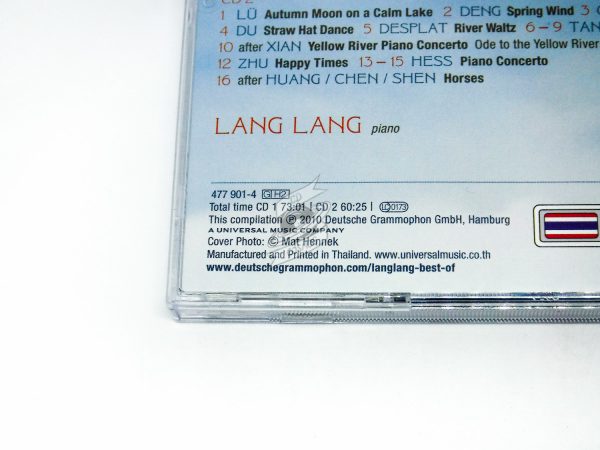 CD 2
1 LÜ Autumn Moon on a Calm Lake 2 DENG Spring Wind 3
4 DU Straw Hat Dance 5 DESPLAT River Waltz 6–9 TAN
10 after XIAN Yellow River Piano Concerto Ode to the Yellow River
12 ZHU Happy Times 13–15 HESS Piano Concerto
16 after HUANG / CHEN / SHEN Horses
LANG LANG piano
477 901-4 GH2
Total time CD 1 73:01 | CD 2 60:25 | LC 0173
This compilation ℗ 2010 Deutsche Grammophon GmbH, Hamburg
A UNIVERSAL MUSIC COMPANY
Cover Photo: © Mat Hennek
Manufactured and Printed in Thailand. www.universalmusic.co.th
www.deutschegrammophon.com/langlang-best-of